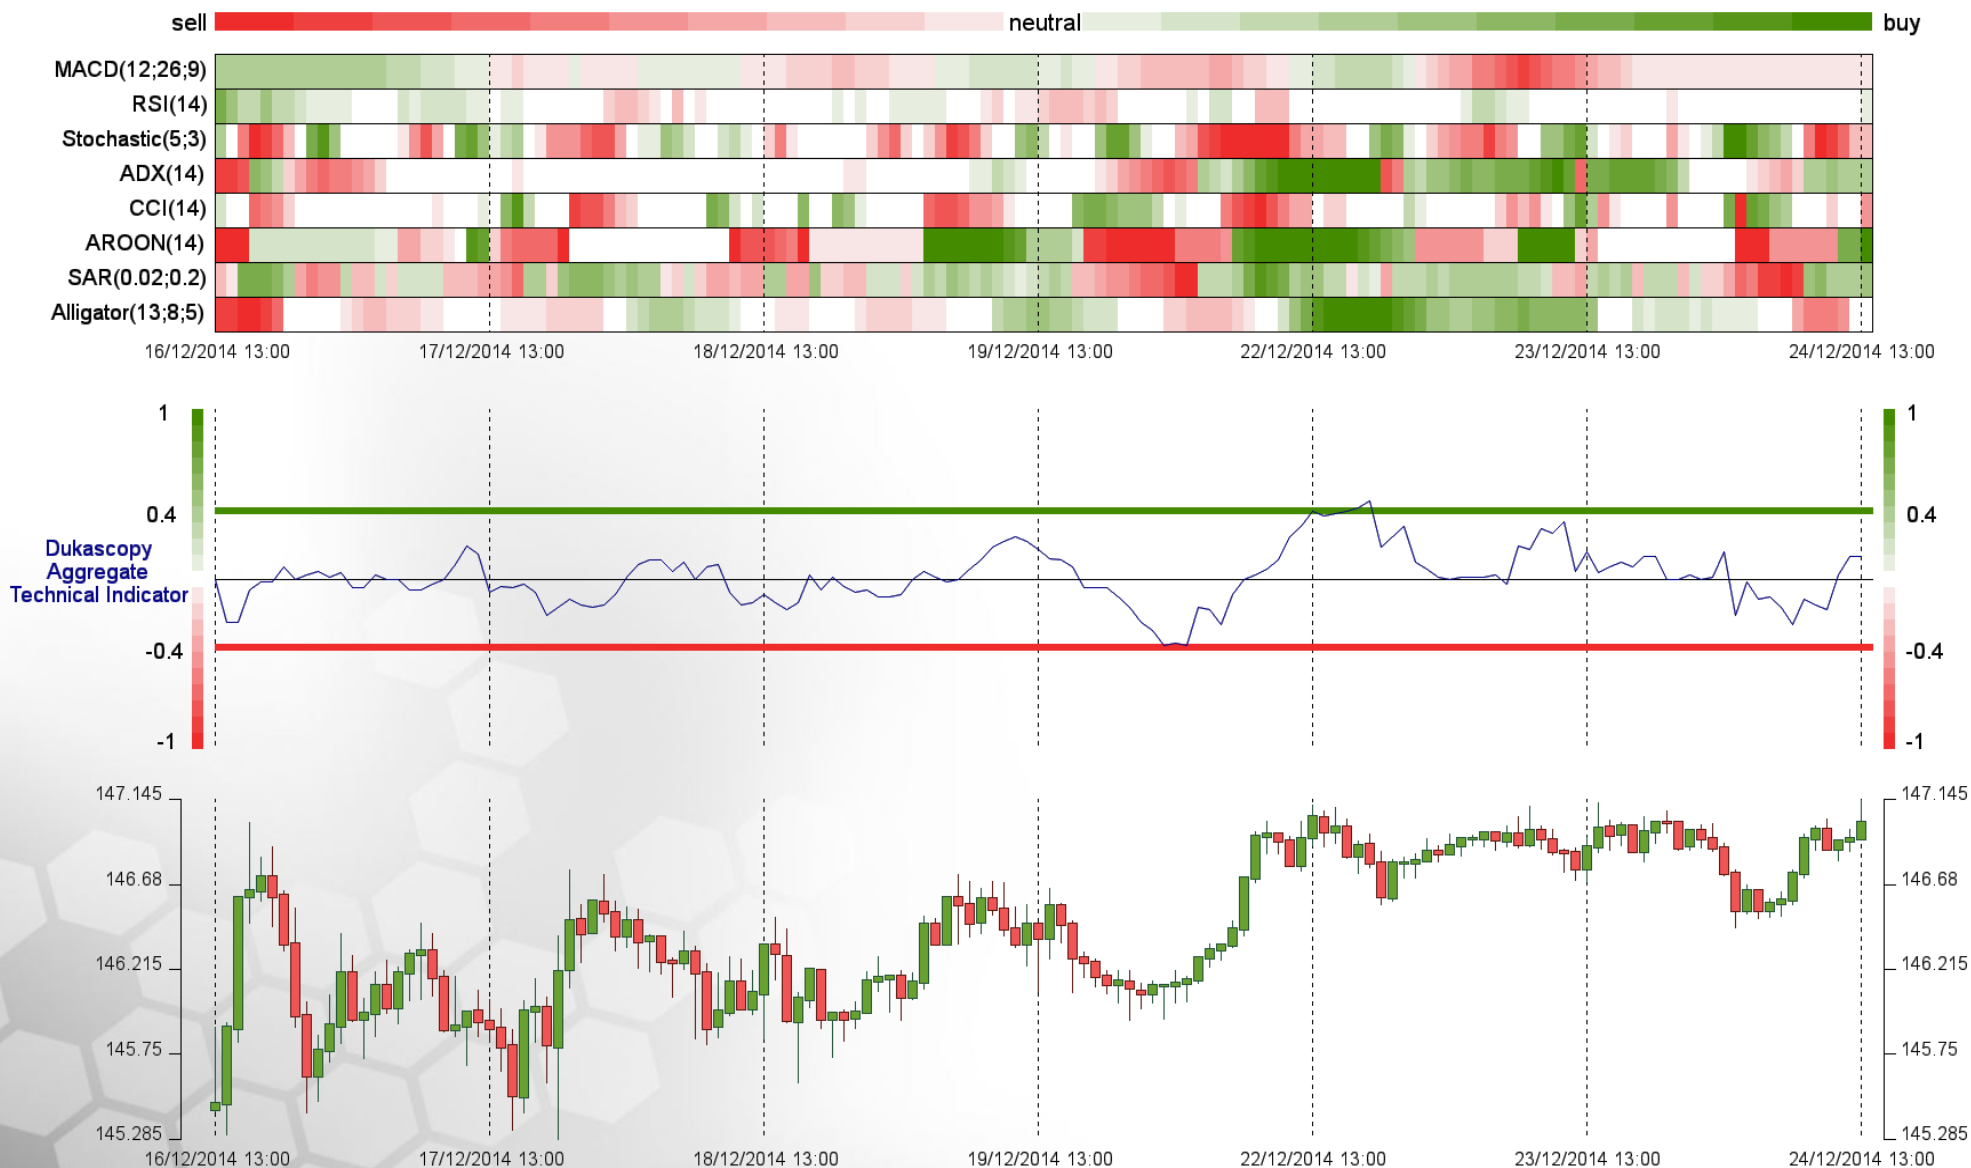 sell neutral buy
MACD(12;26;9)
RSI(14)
Stochastic(5;3)
ADX(14)
CCI(14)
AROON(14)
SAR(0.02;0.2)
Alligator(13;8;5)
16/12/2014 13:00 17/12/2014 13:00 18/12/2014 13:00 19/12/2014 13:00 22/12/2014 13:00 23/12/2014 13:00 24/12/2014 13:00
1 1
0.4 0.4
Dukascopy
Aggregate
Technical Indicator
-0.4 -0.4
-1 -1
147.145 147.145
146.68 146.68
146.215 146.215
145.75 145.75
145.285 145.285
16/12/2014 13:00 17/12/2014 13:00 18/12/2014 13:00 19/12/2014 13:00 22/12/2014 13:00 23/12/2014 13:00 24/12/2014 13:00